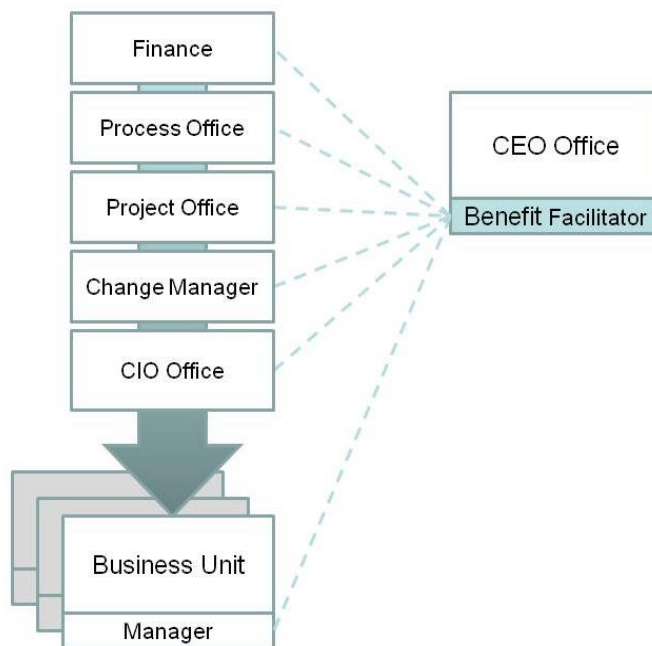 Finance
Process Office
Project Office
Change Manager
CIO Office
Business Unit
Manager
CEO Office
Benefit Facilitator